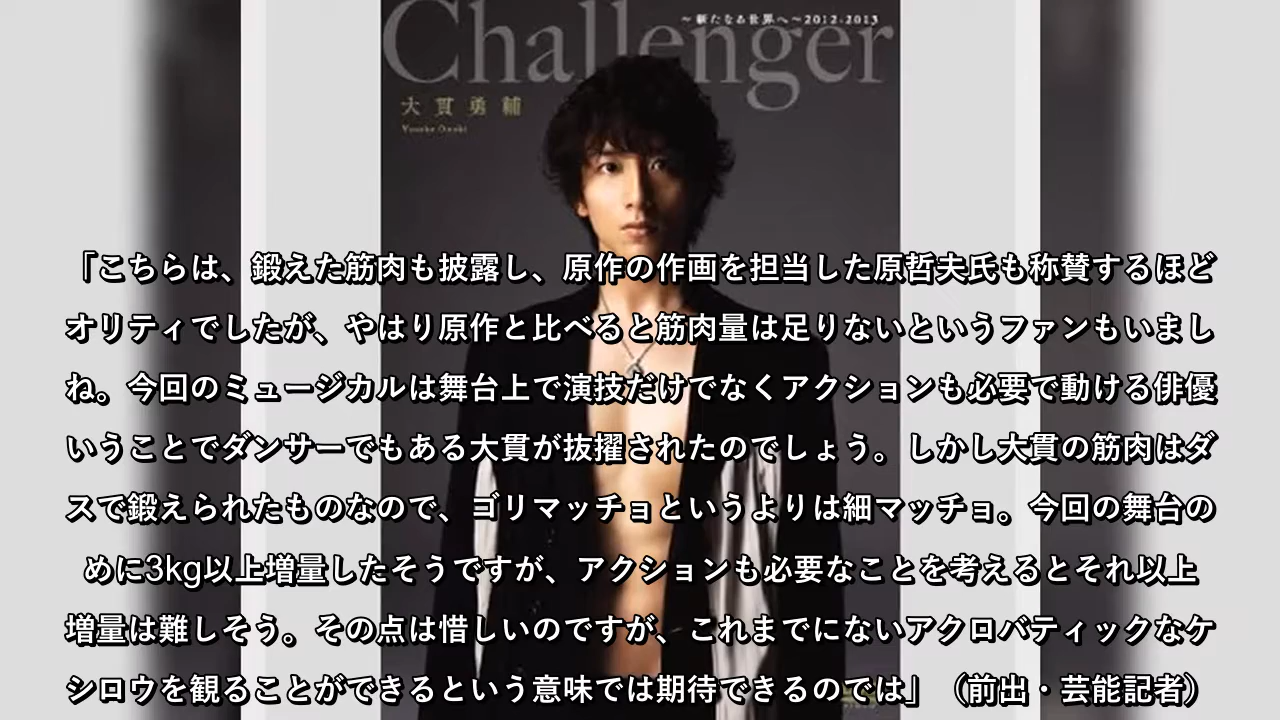 Challenger
～新たなる世界へ～2012-2013
大貫勇輔
Yusuke Onuki
「こちらは、鍛えた筋肉も披露し、原作の作画を担当した原哲夫氏も称賛するほど
オリティでしたが、やはり原作と比べると筋肉量は足りないというファンもいまし
ね。今回のミュージカルは舞台上で演技だけでなくアクションも必要で動ける俳優
いうことでダンサーでもある大貫が抜擢されたのでしょう。しかし大貫の筋肉はダ
スで鍛えられたものなので、ゴリマッチョというよりは細マッチョ。今回の舞台の
めに3kg以上増量したそうですが、アクションも必要なことを考えるとそれ以上
増量は難しそう。その点は惜しいのですが、これまでにないアクロバティックなケ
シロウを観ることができるという意味では期待できるのでは」（前出・芸能記者）